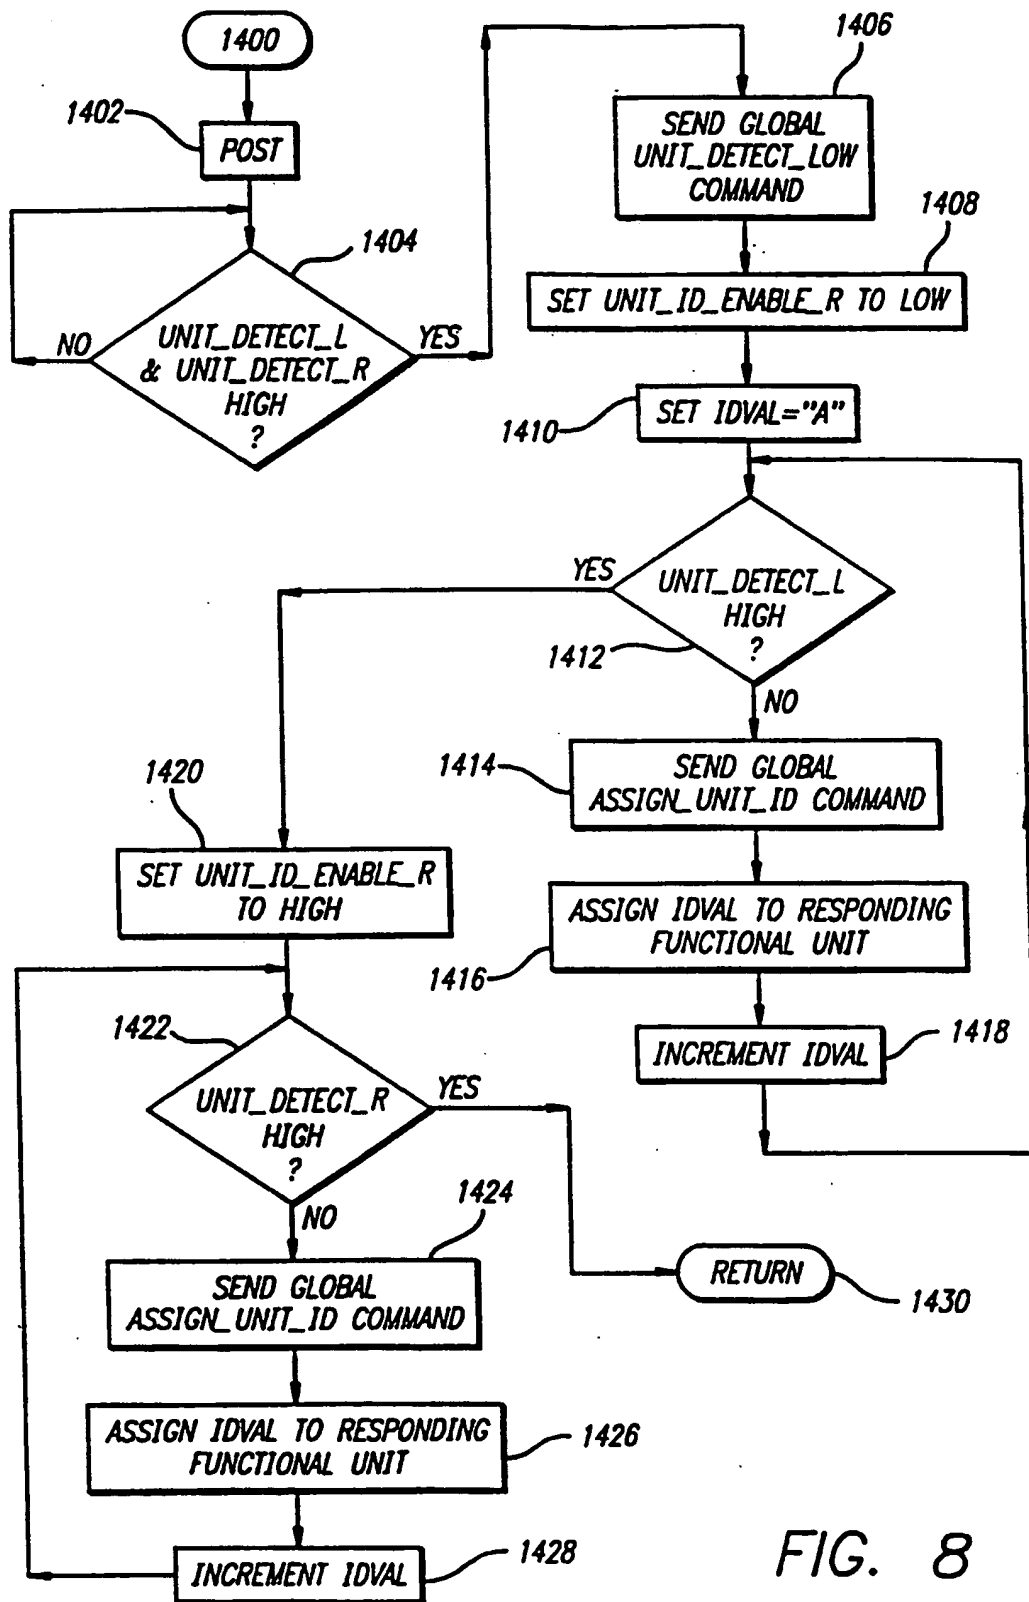 1400
1402
POST
1404
UNIT_DETECT_L
& UNIT_DETECT_R
HIGH
?
NO
YES
1406
SEND GLOBAL
UNIT_DETECT_LOW
COMMAND
1408
SET UNIT_ID_ENABLE_R TO LOW
1410
SET IDVAL="A"
YES
UNIT_DETECT_L
HIGH
?
1412
NO
1414
SEND GLOBAL
ASSIGN_UNIT_ID COMMAND
ASSIGN IDVAL TO RESPONDING
FUNCTIONAL UNIT
1416
INCREMENT IDVAL
1418
1420
SET UNIT_ID_ENABLE_R
TO HIGH
1422
UNIT_DETECT_R
HIGH
?
YES
NO
1424
SEND GLOBAL
ASSIGN_UNIT_ID COMMAND
RETURN
1430
ASSIGN IDVAL TO RESPONDING
FUNCTIONAL UNIT
1426
INCREMENT IDVAL
1428
FIG. 8